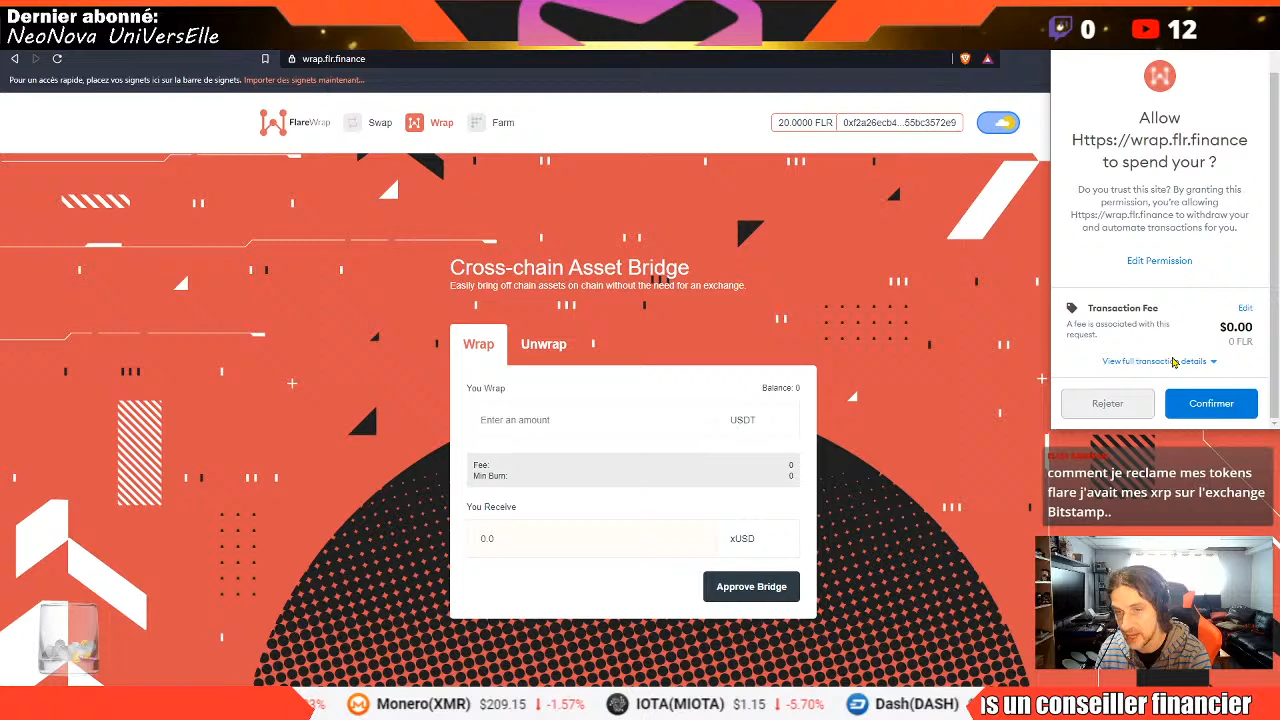 Dernier abonné:
NeoNova UniVersElle
0
12
wrap.flr.finance
Pour un accès rapide, placez vos signets ici sur la barre de signets. Importer des signets maintenant...
FlareWrap
Swap
Wrap
Farm
20.0000 FLR
0xf2a26ecb4...55bc3572e9
Cross-chain Asset Bridge
Easily bring off chain assets on chain without the need for an exchange.
Wrap
Unwrap
You Wrap
Balance: 0
Enter an amount
USDT
Fee:
0
Min Burn:
0
You Receive
0.0
xUSD
Approve Bridge
Allow
Https://wrap.flr.finance
to spend your ?
Do you trust this site? By granting this
permission, you're allowing
Https://wrap.flr.finance to withdraw your
and automate transactions for you.
Edit Permission
Transaction Fee
Edit
A fee is associated with this
request.
$0.00
0 FLR
View full transaction details
Rejeter
Confirmer
comment je reclame mes tokens
flare j'avait mes xrp sur l'exchange
Bitstamp..
3%
Monero(XMR) $209.15 ↓ -1.57%
IOTA(MIOTA) $1.15 ↓ -5.70%
Dash(DASH)
is un conseiller financier